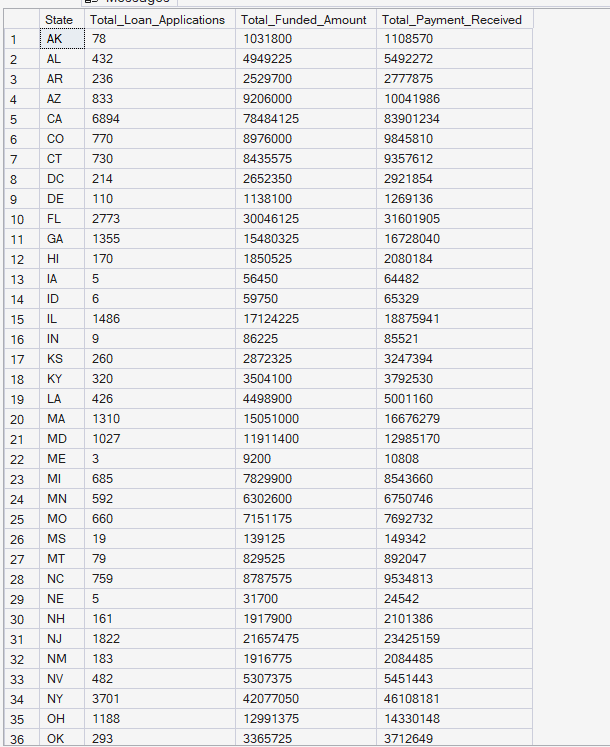 Messages
State Total_Loan_Applications Total_Funded_Amount Total_Payment_Received
1 AK 78 1031800 1108570
2 AL 432 4949225 5492272
3 AR 236 2529700 2777875
4 AZ 833 9206000 10041986
5 CA 6894 78484125 83901234
6 CO 770 8976000 9845810
7 CT 730 8435575 9357612
8 DC 214 2652350 2921854
9 DE 110 1138100 1269136
10 FL 2773 30046125 31601905
11 GA 1355 15480325 16728040
12 HI 170 1850525 2080184
13 IA 5 56450 64482
14 ID 6 59750 65329
15 IL 1486 17124225 18875941
16 IN 9 86225 85521
17 KS 260 2872325 3247394
18 KY 320 3504100 3792530
19 LA 426 4498900 5001160
20 MA 1310 15051000 16676279
21 MD 1027 11911400 12985170
22 ME 3 9200 10808
23 MI 685 7829900 8543660
24 MN 592 6302600 6750746
25 MO 660 7151175 7692732
26 MS 19 139125 149342
27 MT 79 829525 892047
28 NC 759 8787575 9534813
29 NE 5 31700 24542
30 NH 161 1917900 2101386
31 NJ 1822 21657475 23425159
32 NM 183 1916775 2084485
33 NV 482 5307375 5451443
34 NY 3701 42077050 46108181
35 OH 1188 12991375 14330148
36 OK 293 3365725 3712649